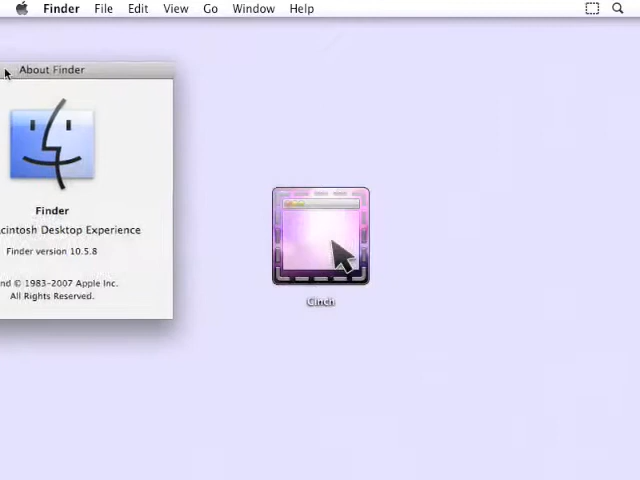 Finder File Edit View Go Window Help
About Finder
Finder
cintosh Desktop Experience
Finder version 10.5.8
nd © 1983-2007 Apple Inc.
All Rights Reserved.
Cinch